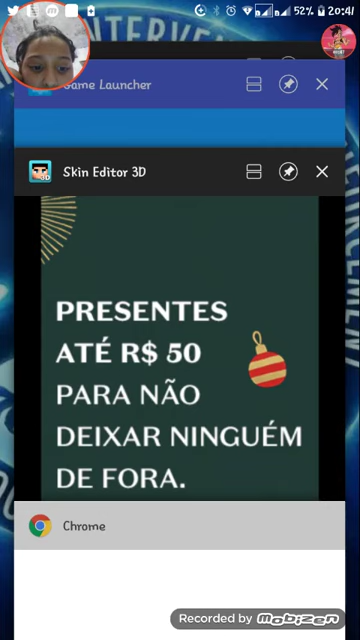 52% 20:41
Game Launcher
Skin Editor 3D
PRESENTES
ATÉ R$ 50
PARA NÃO
DEIXAR NINGUÉM
DE FORA.
Chrome
Recorded by Mobizen